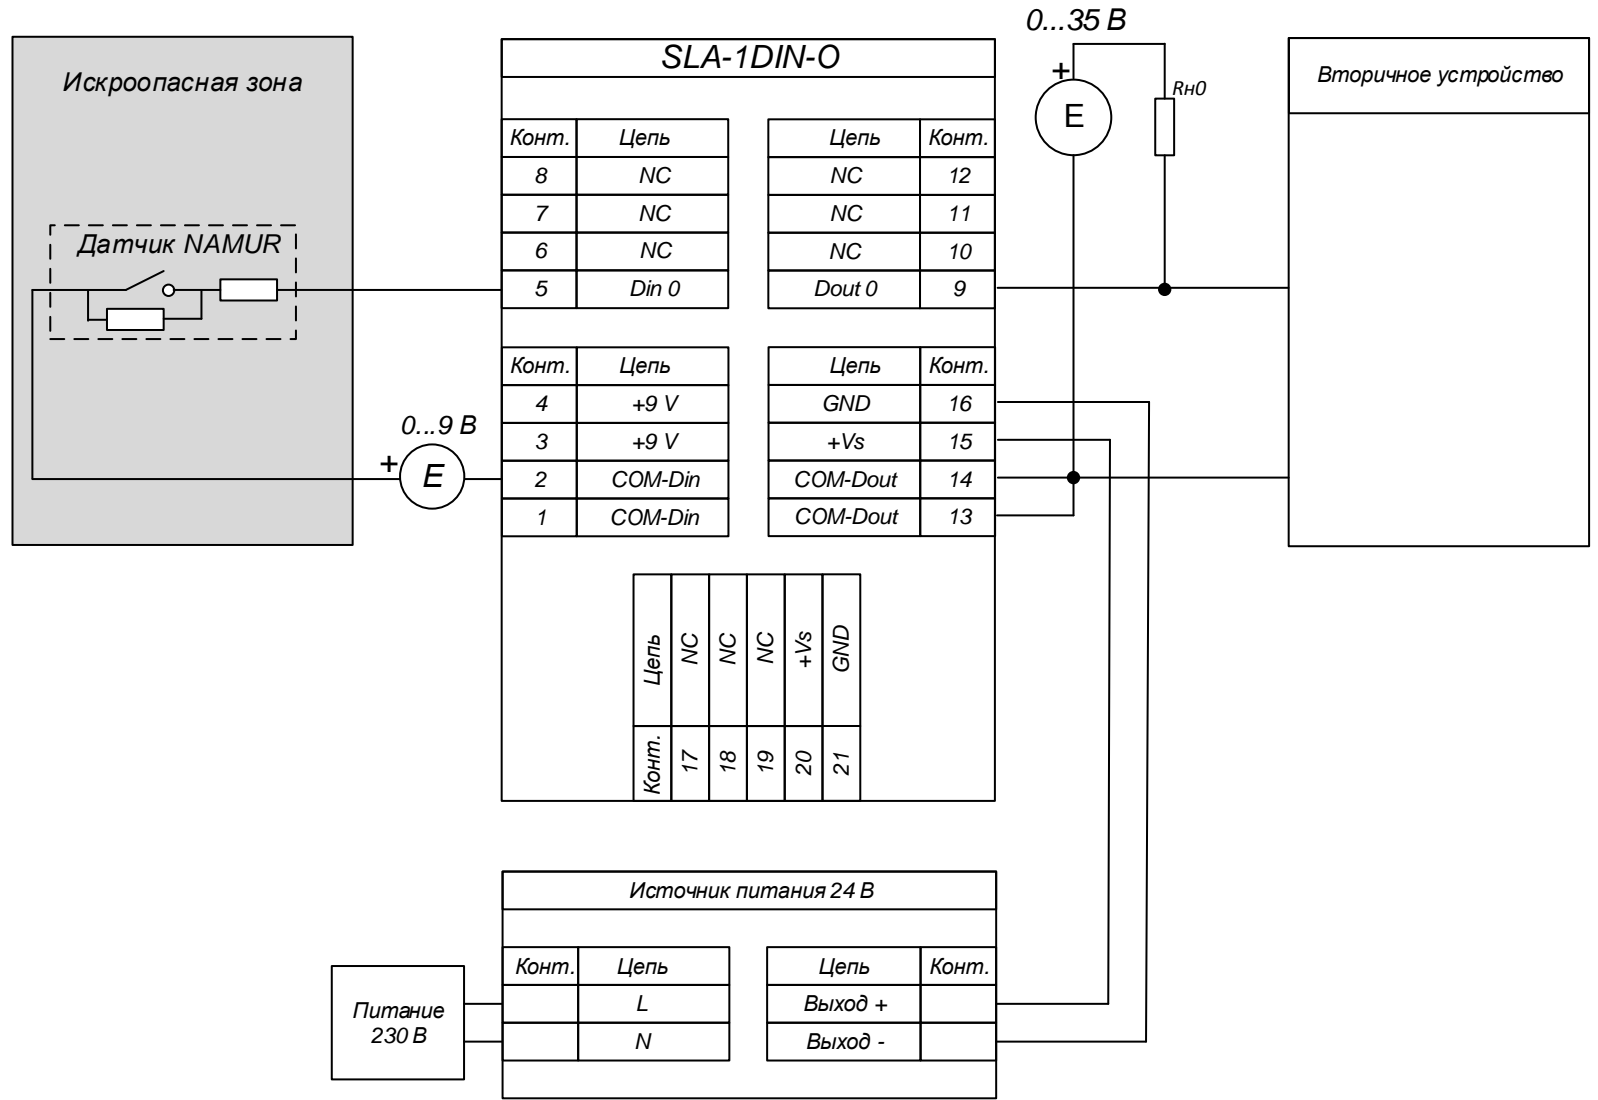 0...35 В
SLA-1DIN-O
Искроопасная зона
Вторичное устройство
+
E
Rн0
Конт. Цепь Цепь Конт.
8 NC NC 12
7 NC NC 11
Датчик NAMUR
6 NC NC 10
5 Din 0 Dout 0 9
Конт. Цепь Цепь Конт.
4 +9 V GND 16
0...9 В
3 +9 V +Vs 15
+
E
2 COM-Din COM-Dout 14
1 COM-Din COM-Dout 13
Цепь NC NC NC +Vs GND
Конт. 17 18 19 20 21
Источник питания 24 В
Конт. Цепь Цепь Конт.
L Выход +
N Выход -
Питание
230 В